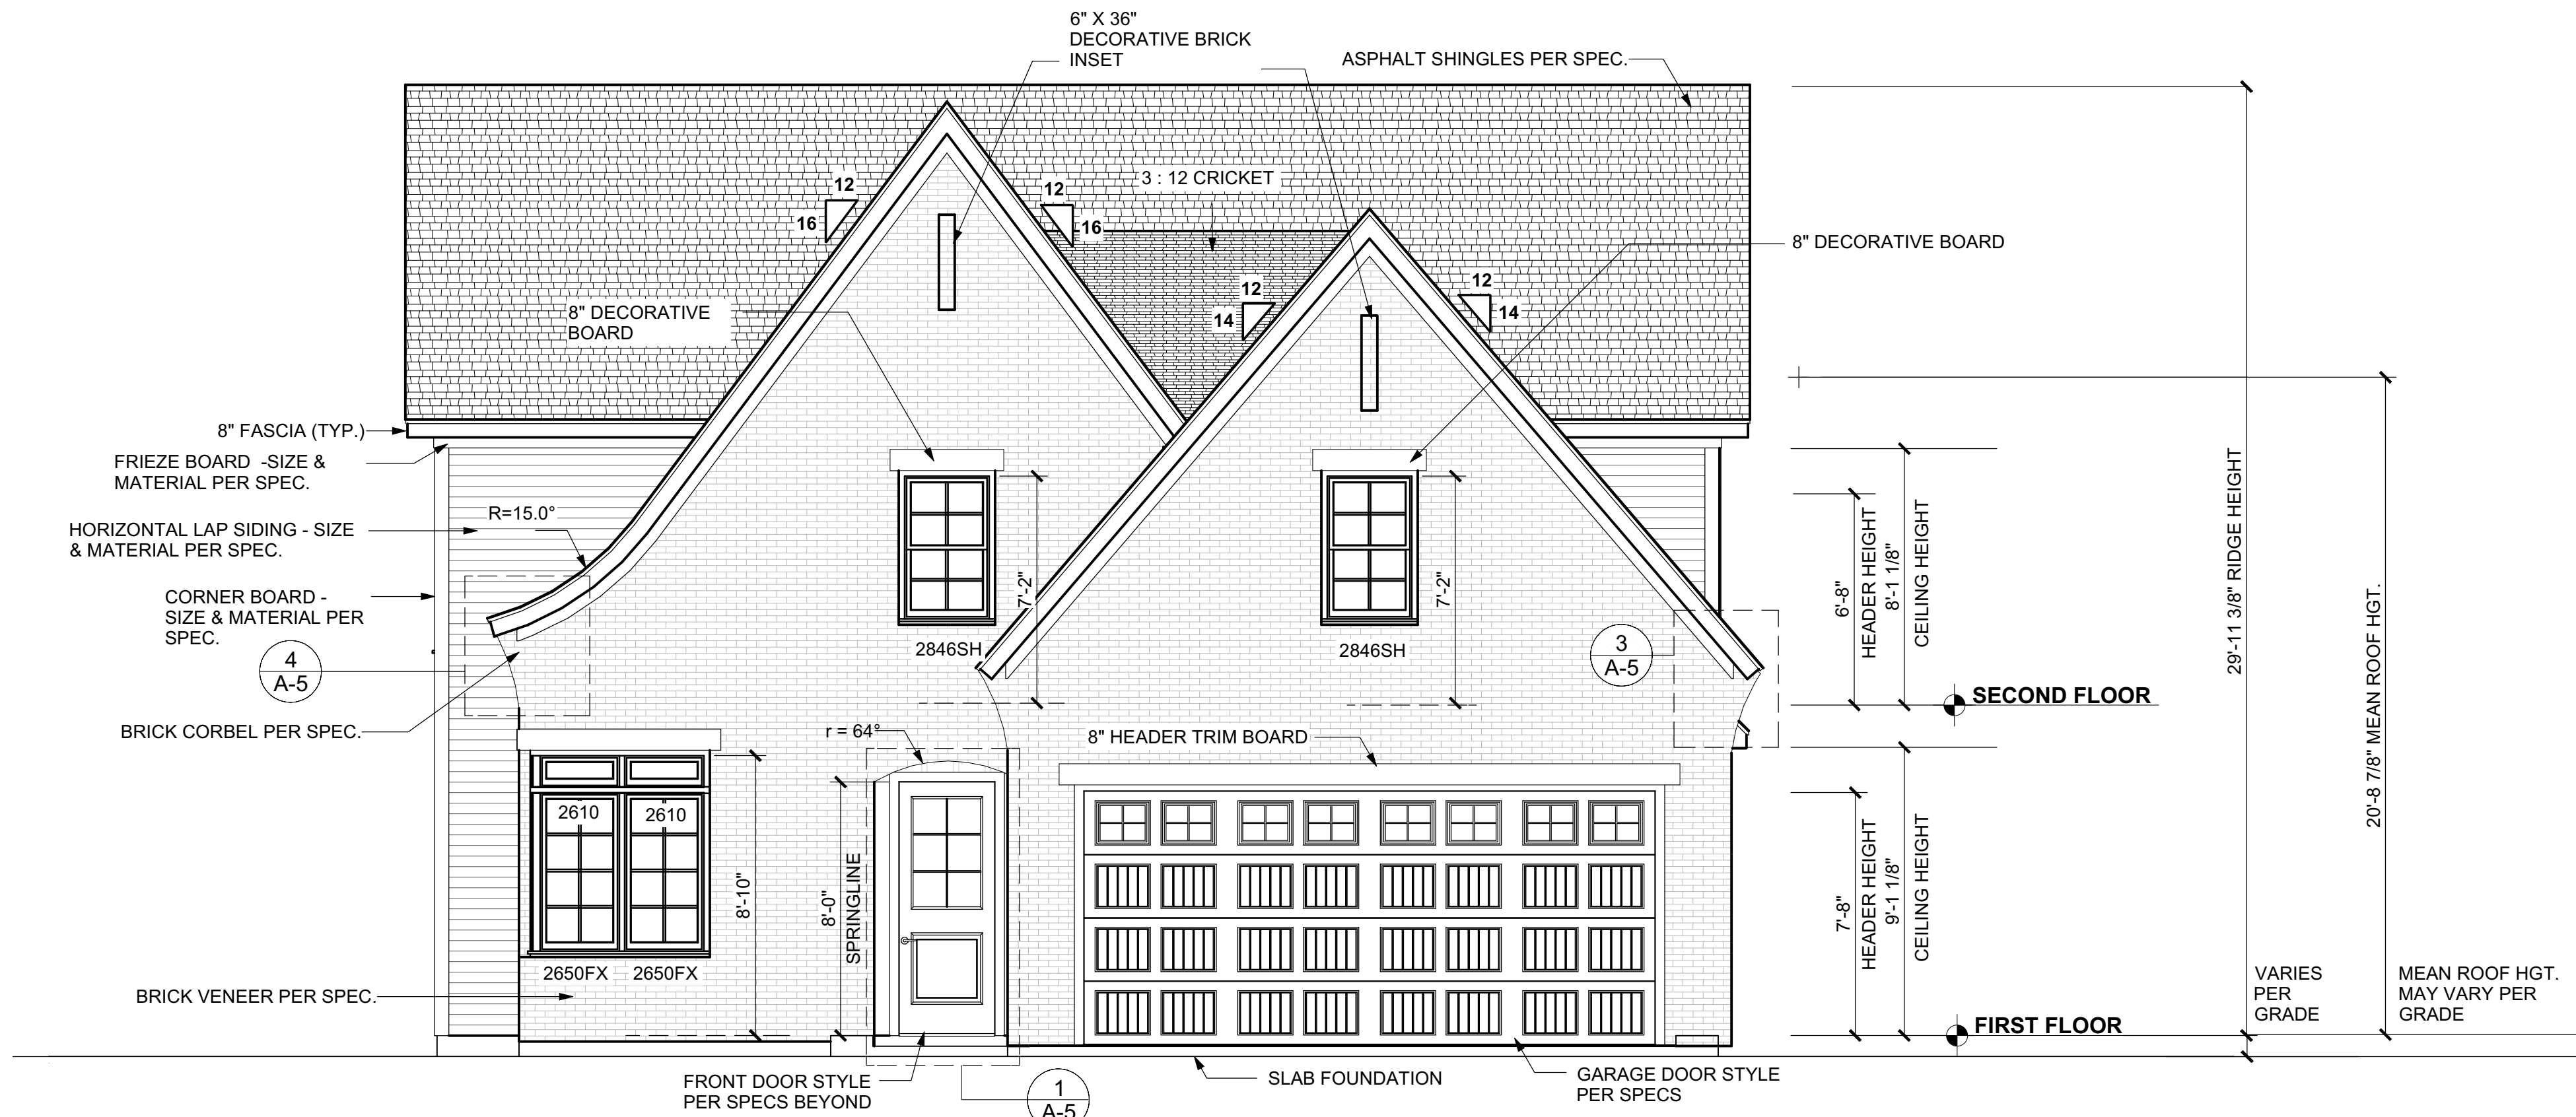 6" X 36"
DECORATIVE BRICK
INSET
ASPHALT SHINGLES PER SPEC.
12
16
12
16
3 : 12 CRICKET
8" DECORATIVE BOARD
12
14
12
14
8" DECORATIVE
BOARD
8" FASCIA (TYP.)
FRIEZE BOARD -SIZE &
MATERIAL PER SPEC.
HORIZONTAL LAP SIDING - SIZE
& MATERIAL PER SPEC.
R=15.0°
CORNER BOARD -
SIZE & MATERIAL PER
SPEC.
4
A-5
BRICK CORBEL PER SPEC.
7'-2"
2846SH
7'-2"
2846SH
3
A-5
6'-8"
HEADER HEIGHT
8'-1 1/8"
CEILING HEIGHT
29'-11 3/8" RIDGE HEIGHT
20'-8 7/8" MEAN ROOF HGT.
SECOND FLOOR
r = 64°
8" HEADER TRIM BOARD
2610
2610
8'-10"
8'-0"
SPRINGLINE
7'-8"
HEADER HEIGHT
9'-1 1/8"
CEILING HEIGHT
2650FX
2650FX
BRICK VENEER PER SPEC.
VARIES
PER
GRADE
MEAN ROOF HGT.
MAY VARY PER
GRADE
FIRST FLOOR
FRONT DOOR STYLE
PER SPECS BEYOND
1
A-5
SLAB FOUNDATION
GARAGE DOOR STYLE
PER SPECS